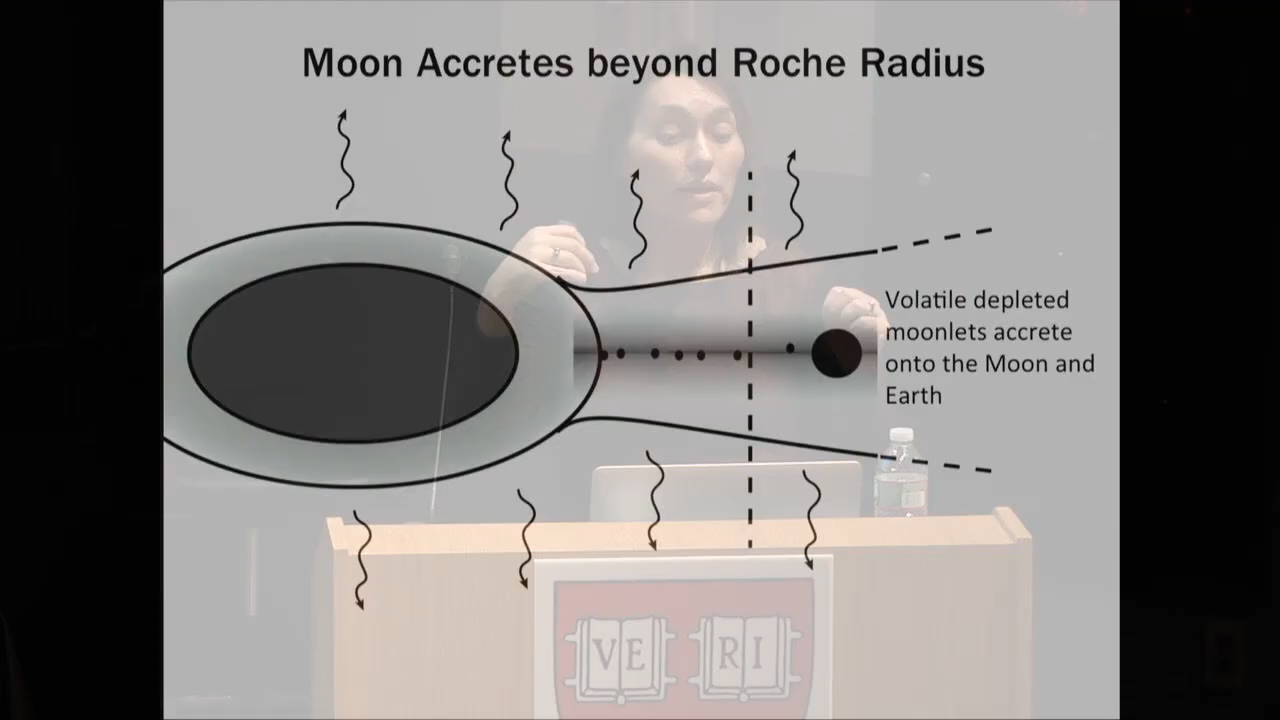 Moon Accretes beyond Roche Radius
Volatile depleted
moonlets accrete
onto the Moon and
Earth
VE RI